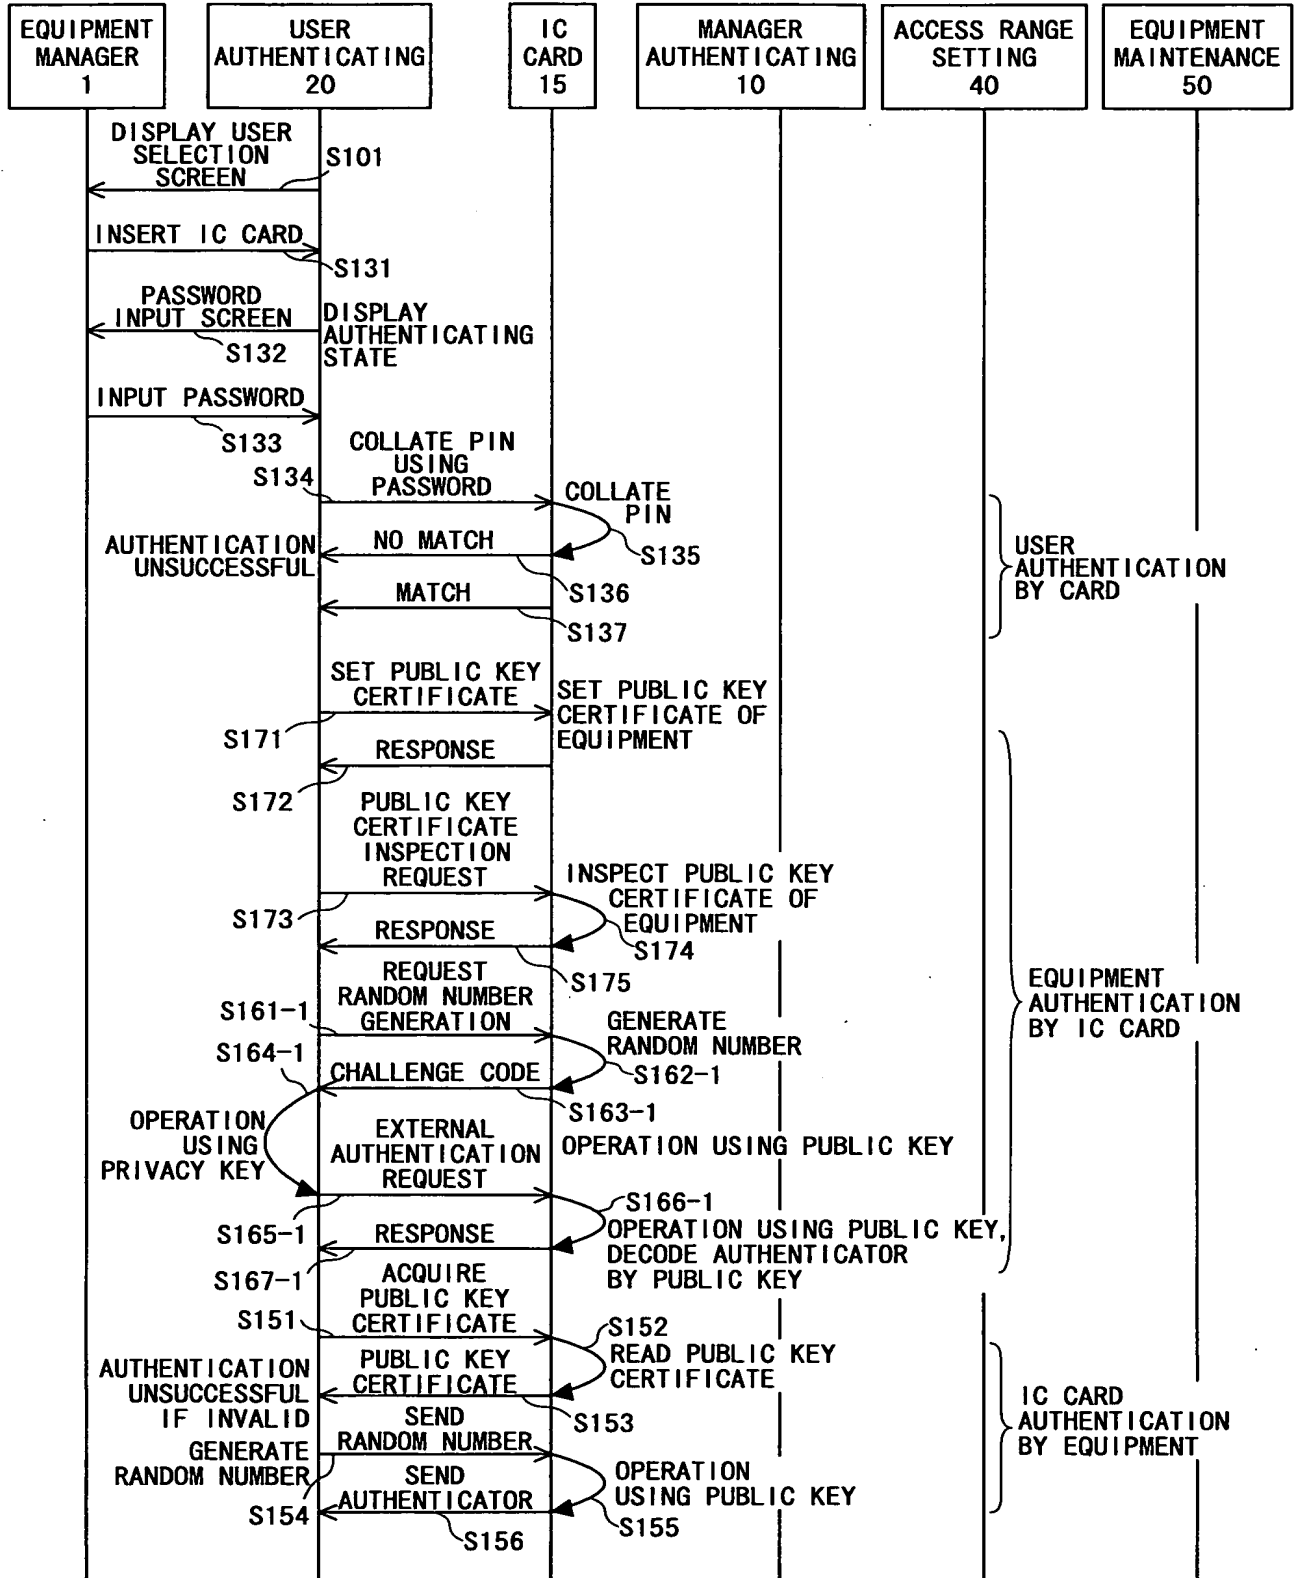 EQUIPMENT
MANAGER
1
USER
AUTHENTICATING
20
IC
CARD
15
MANAGER
AUTHENTICATING
10
ACCESS RANGE
SETTING
40
EQUIPMENT
MAINTENANCE
50
DISPLAY USER
SELECTION
SCREEN
S101
INSERT IC CARD
S131
PASSWORD
INPUT SCREEN
S132
DISPLAY
AUTHENTICATING
STATE
INPUT PASSWORD
S133
COLLATE PIN
USING
PASSWORD
S134
COLLATE
PIN
S135
NO MATCH
AUTHENTICATION
UNSUCCESSFUL
S136
MATCH
S137
USER
AUTHENTICATION
BY CARD
SET PUBLIC KEY
CERTIFICATE
S171
SET PUBLIC KEY
CERTIFICATE OF
EQUIPMENT
RESPONSE
S172
PUBLIC KEY
CERTIFICATE
INSPECTION
REQUEST
S173
INSPECT PUBLIC KEY
CERTIFICATE OF
EQUIPMENT
S174
RESPONSE
S175
REQUEST
RANDOM NUMBER
GENERATION
S161-1
GENERATE
RANDOM NUMBER
S162-1
S164-1
CHALLENGE CODE
S163-1
OPERATION
USING
PRIVACY KEY
EXTERNAL
AUTHENTICATION
REQUEST
OPERATION USING PUBLIC KEY
S165-1
S166-1
OPERATION USING PUBLIC KEY,
DECODE AUTHENTICATOR
BY PUBLIC KEY
RESPONSE
S167-1
EQUIPMENT
AUTHENTICATION
BY IC CARD
ACQUIRE
PUBLIC KEY
CERTIFICATE
S151
S152
READ PUBLIC KEY
CERTIFICATE
PUBLIC KEY
CERTIFICATE
AUTHENTICATION
UNSUCCESSFUL
IF INVALID
S153
SEND
RANDOM NUMBER
GENERATE
RANDOM NUMBER
S154
OPERATION
USING PUBLIC KEY
S155
SEND
AUTHENTICATOR
S156
IC CARD
AUTHENTICATION
BY EQUIPMENT